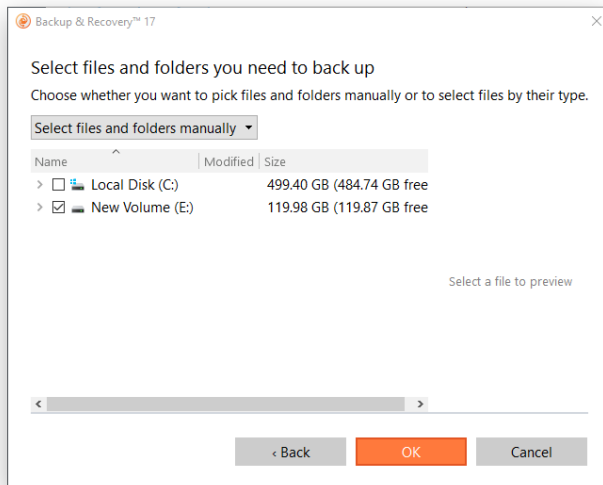 Backup & Recovery™ 17
Select files and folders you need to back up
Choose whether you want to pick files and folders manually or to select files by their type.
Select files and folders manually
Name Modified Size
Local Disk (C:) 499.40 GB (484.74 GB free
New Volume (E:) 119.98 GB (119.87 GB free
Select a file to preview
‹ Back OK Cancel